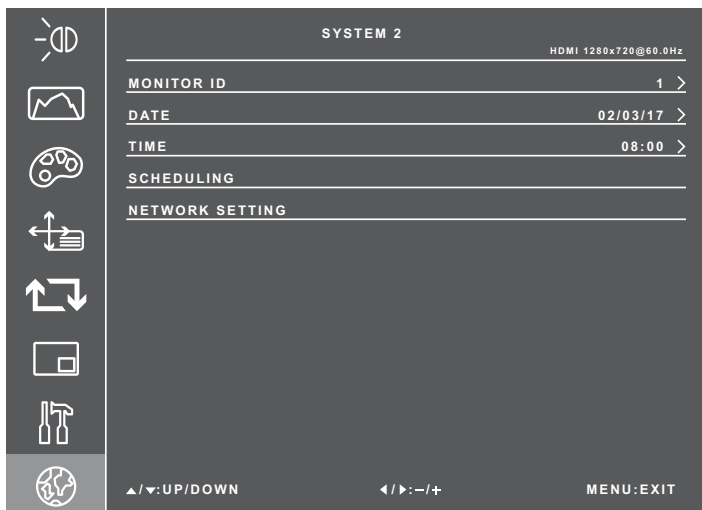 SYSTEM 2
HDMI 1280x720@60.0Hz
MONITOR ID 1 >
DATE 02/03/17 >
TIME 08:00 >
SCHEDULING
NETWORK SETTING
▲/▼:UP/DOWN ◀/▶:−/+ MENU:EXIT